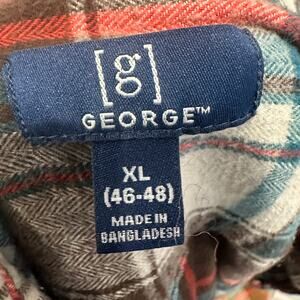 [g]
GEORGE™
XL
(46-48)
MADE IN
BANGLADESH